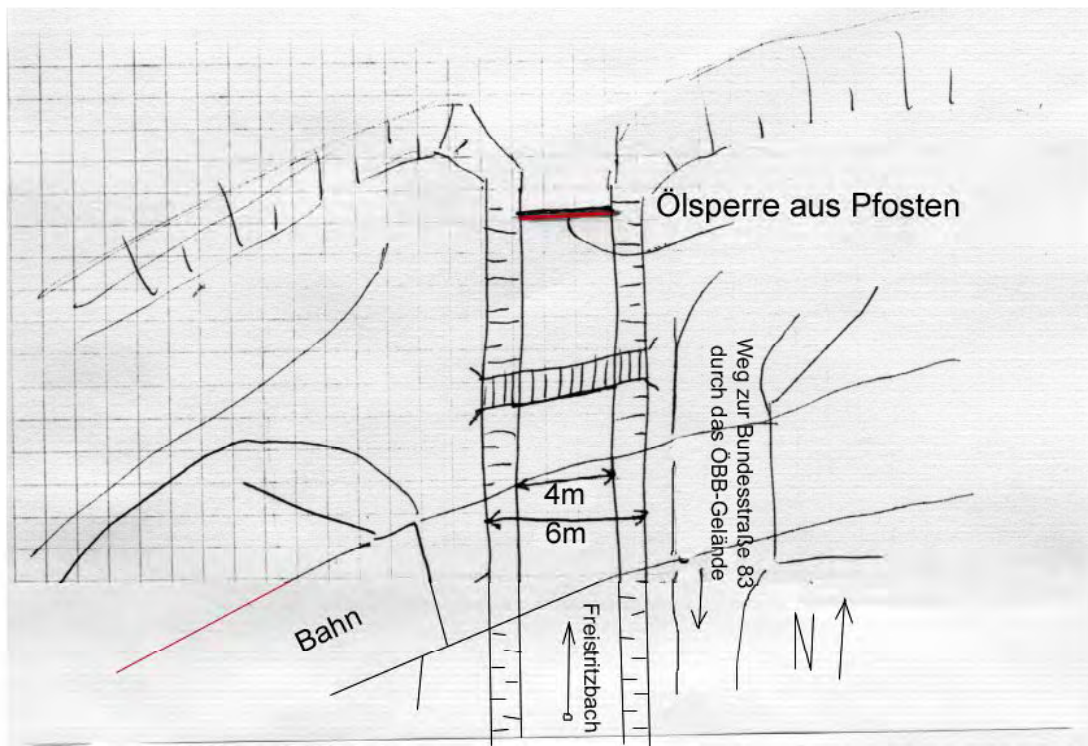 Ölsperre aus Pfosten
Weg zur Bundesstraße 83
durch das ÖBB-Gelände
4m
6m
Bahn
Freistritzbach
N